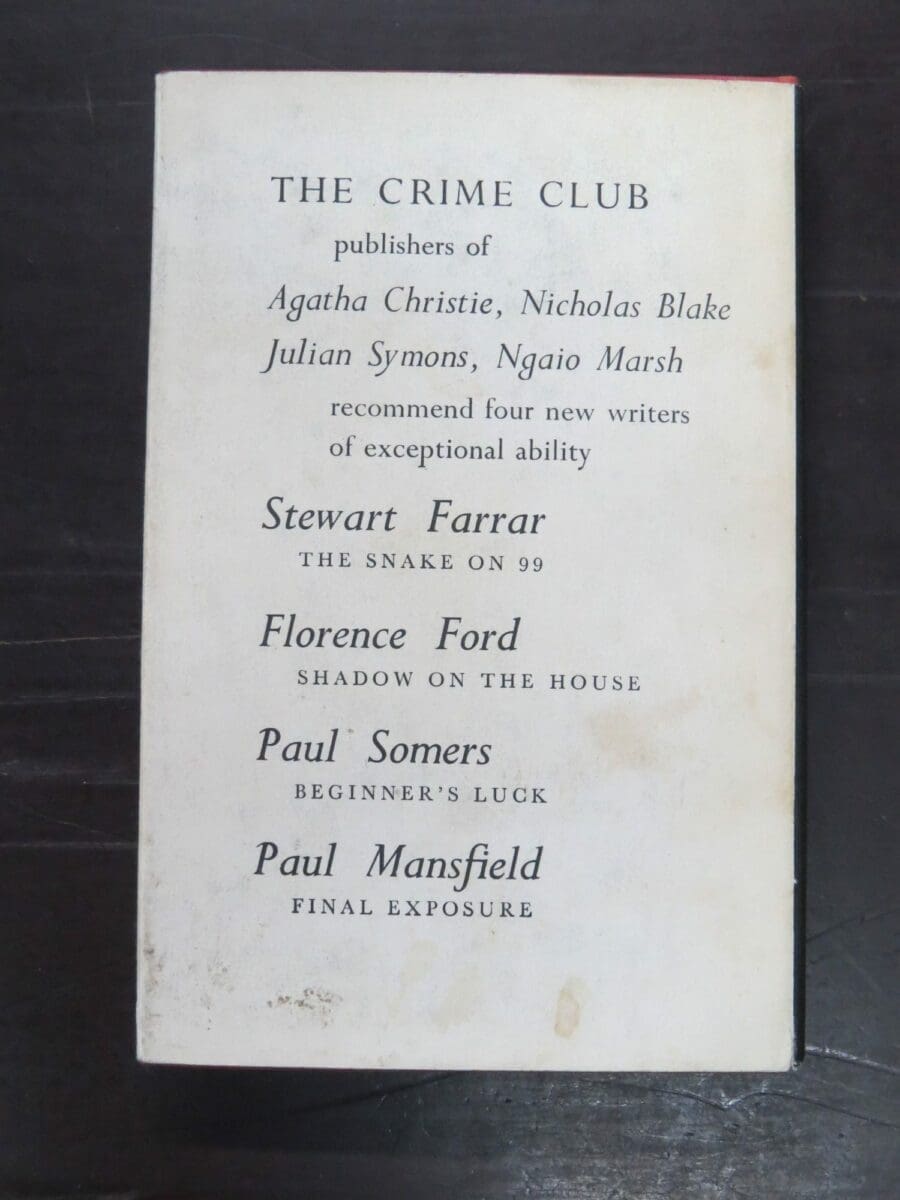 THE CRIME CLUB
publishers of
Agatha Christie, Nicholas Blake
Julian Symons, Ngaio Marsh
recommend four new writers
of exceptional ability
Stewart Farrar
THE SNAKE ON 99
Florence Ford
SHADOW ON THE HOUSE
Paul Somers
BEGINNER'S LUCK
Paul Mansfield
FINAL EXPOSURE